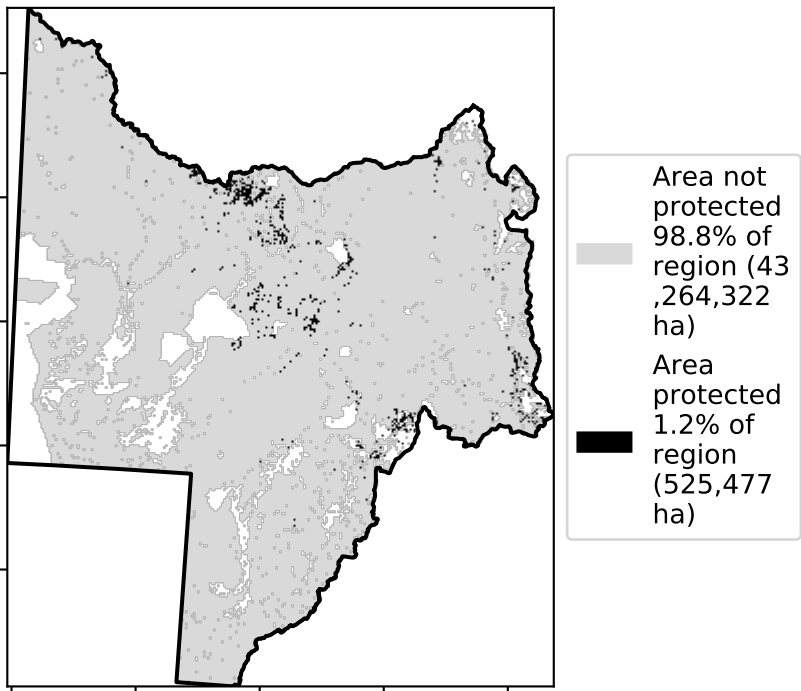 Area not
protected
98.8% of
region (43
,264,322
ha)
Area
protected
1.2% of
region
(525,477
ha)